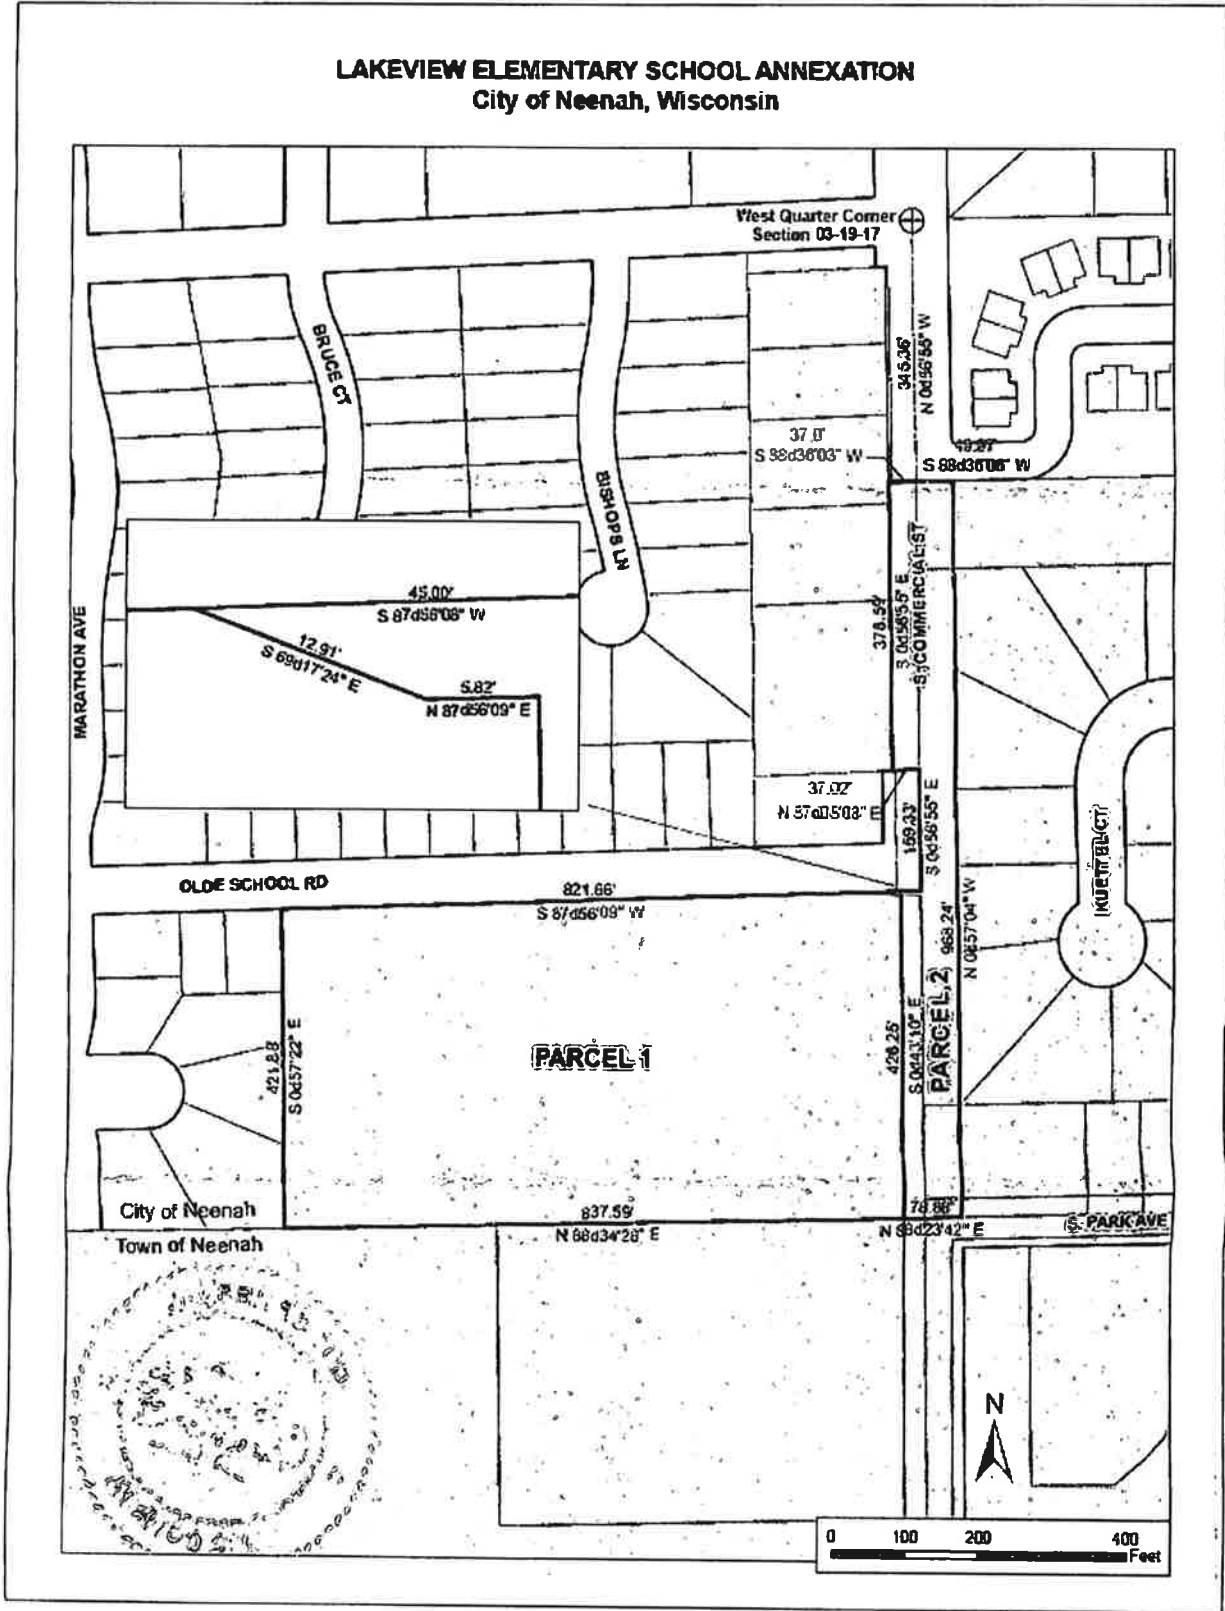 LAKEVIEW ELEMENTARY SCHOOL ANNEXATION
City of Neenah, Wisconsin
West Quarter Corner
Section 03-19-17
BRUCE CT
345.36'
N 0d56'55" W
37.0'
S 88d36'03" W
S 88d36'06" W
BISHOPS LN
MARATHON AVE
45.00'
S 87d56'08" W
12.91'
S 69d17'24" E
5.82'
N 87d56'09" E
378.59'
S 0d56'55" E
S COMMERCIAL ST
37.02'
N 87d05'08" E
159.33'
S 0d56'55" E
OLDE SCHOOL RD
821.66'
S 87d56'09" W
KUETTEL CT
968.24'
N 0d57'04" W
PARCEL 2
421.88'
S 0d57'22" E
PARCEL 1
426.25'
S 0d43'10" E
City of Neenah
Town of Neenah
837.59'
N 88d34'28" E
78.88'
N 88d23'42" E
S. PARK AVE
N
0 100 200 400
Feet